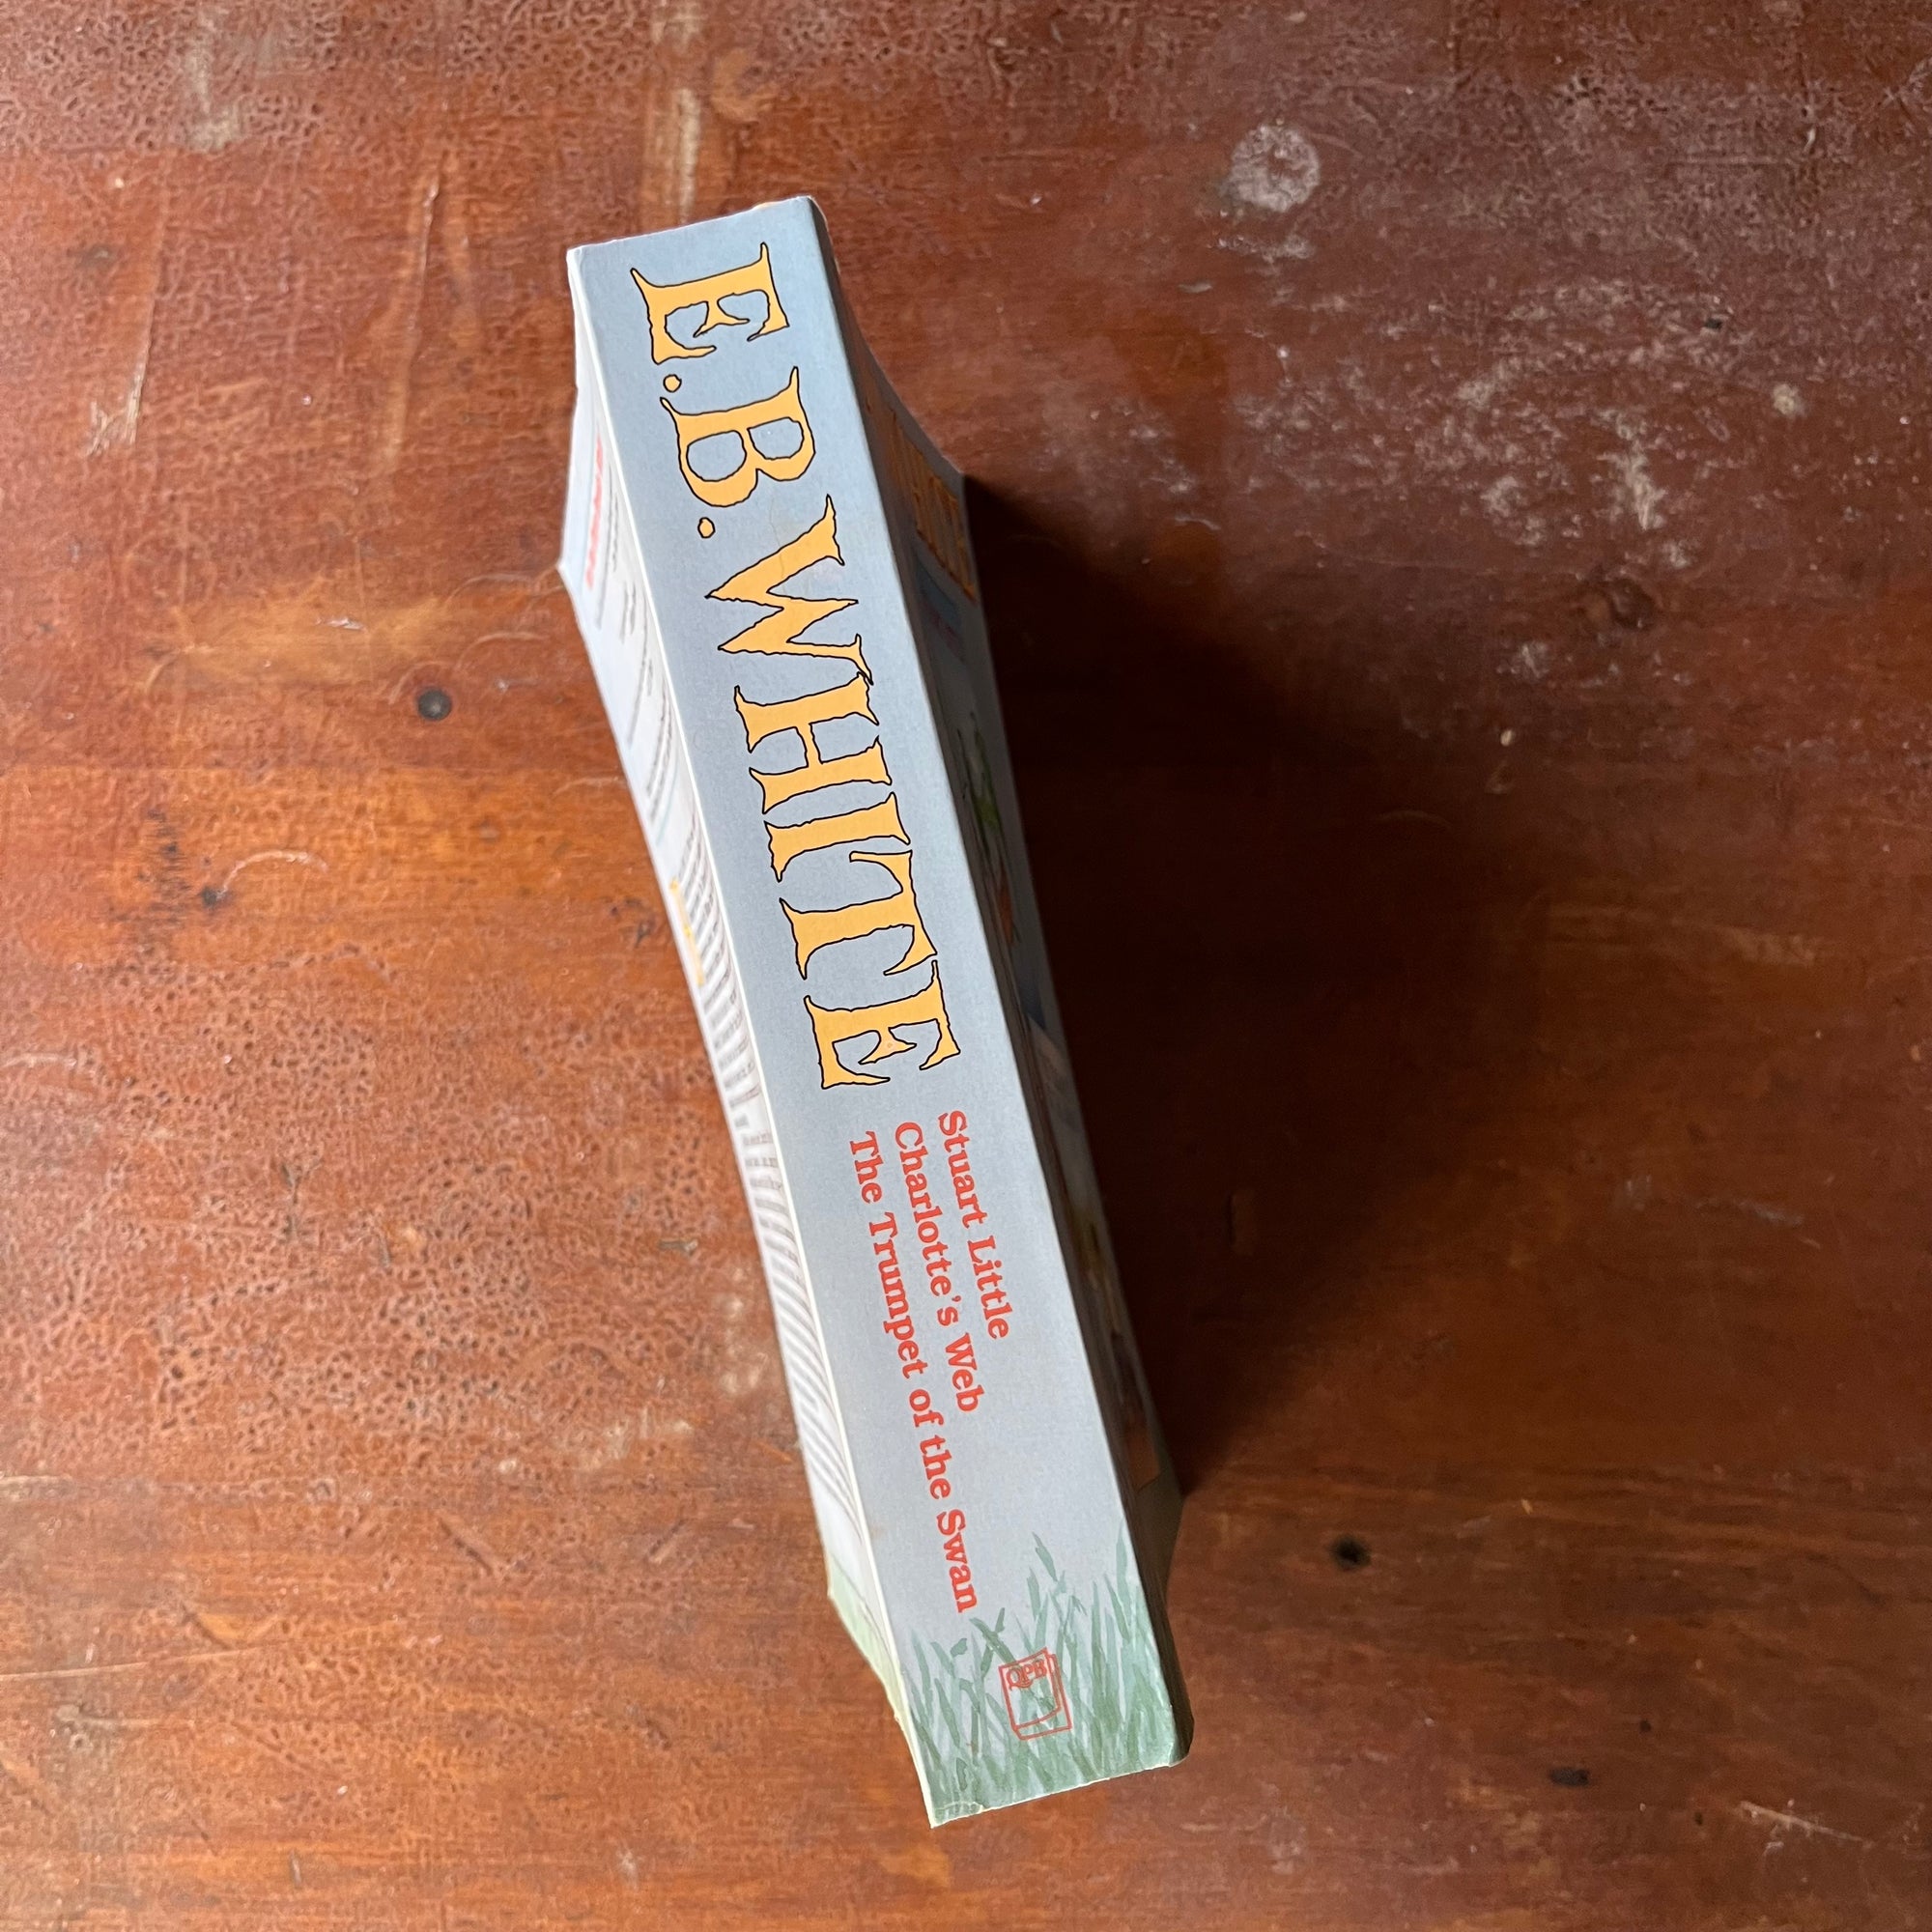 E.B. WHITE
Stuart Little
Charlotte's Web
The Trumpet of the Swan
QPB